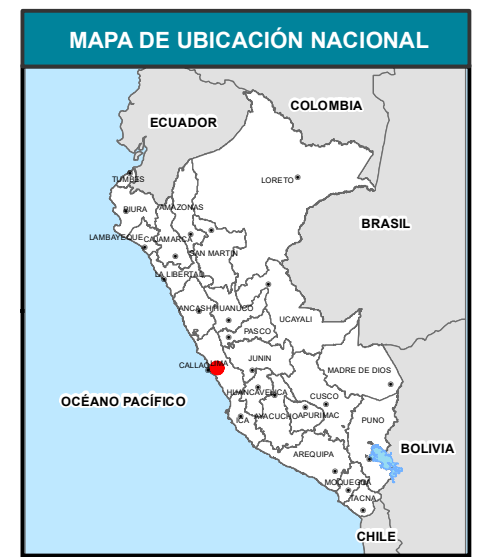 MAPA DE UBICACIÓN NACIONAL
COLOMBIA
ECUADOR
TUMBES
LORETO
PIURA
AMAZONAS
BRASIL
LAMBAYEQUE
CAJAMARCA
SAN MARTIN
LA LIBERTAD
ANCASH
HUANUCO
UCAYALI
PASCO
JUNIN
CALLAO
LIMA
MADRE DE DIOS
OCÉANO PACÍFICO
HUANCAVELICA
CUSCO
ICA
AYACUCHO
APURIMAC
PUNO
BOLIVIA
AREQUIPA
MOQUEGUA
TACNA
CHILE